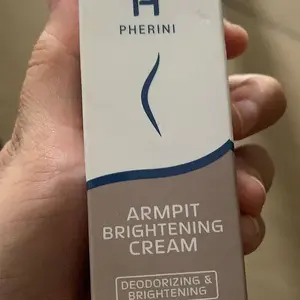 PHERINI
ARMPIT
BRIGHTENING
CREAM
DEODORIZING &
BRIGHTENING